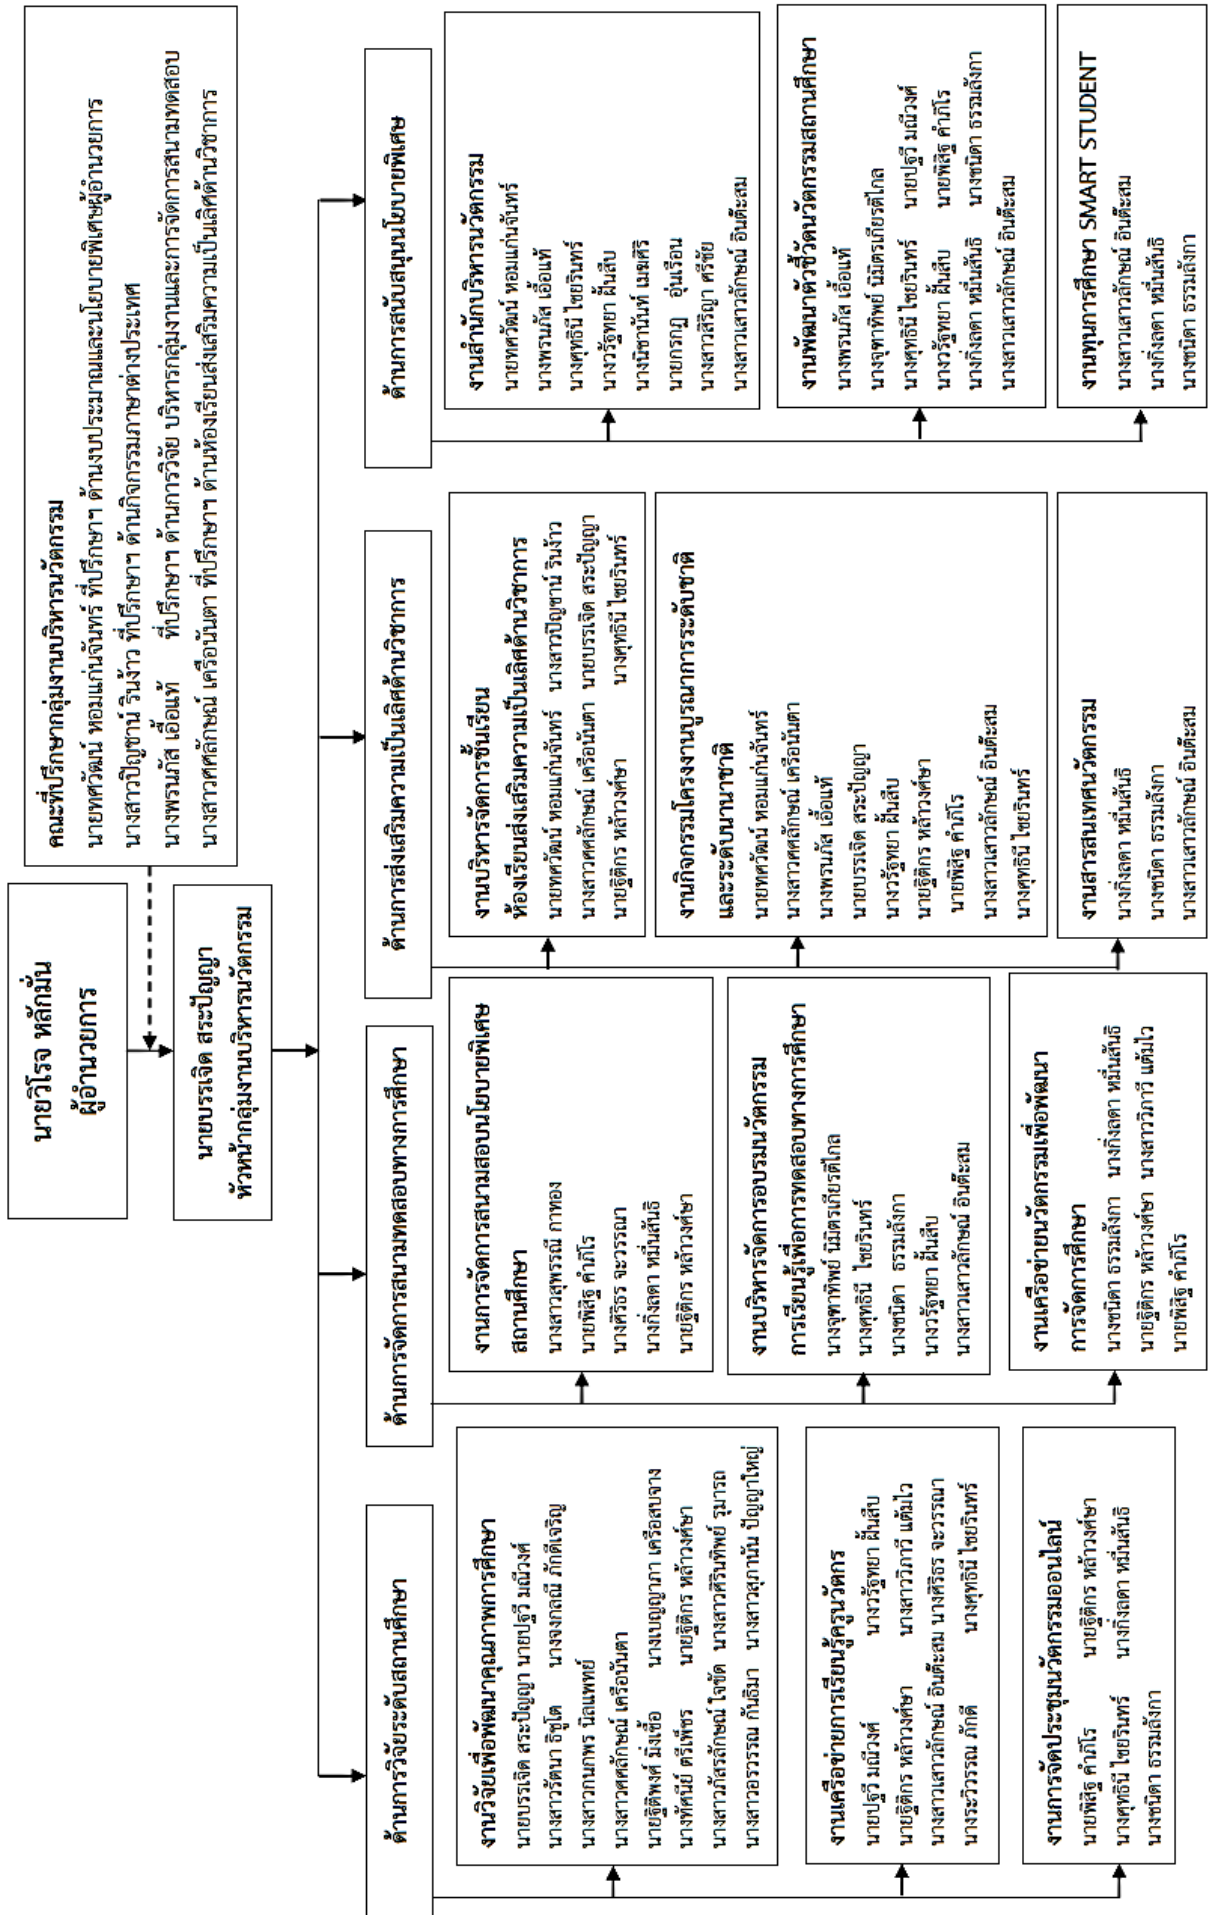 นายวิโรจ หลักมั่น
ผู้อำนวยการ
คณะที่ปรึกษากลุ่มงานบริหารนวัตกรรม
นายทศวัฒน์ หอมแก่นจันทร์ ที่ปรึกษาฯ ด้านงบประมาณและนโยบายพิเศษผู้อำนวยการ
นางสาวปัญชาน์ รินง้าว ที่ปรึกษาฯ ด้านกิจกรรมภาษาต่างประเทศ
นางพรนภัส เอื้อแท้ ที่ปรึกษาฯ ด้านการวิจัย บริหารกลุ่มงานและการจัดการสนามทดสอบ
นางสาวศศลักษณ์ เครือนันตา ที่ปรึกษาฯ ด้านห้องเรียนส่งเสริมความเป็นเลิศด้านวิชาการ
นายบรรเจิด สระปัญญา
หัวหน้ากลุ่มงานบริหารนวัตกรรม
ด้านการวิจัยระดับสถานศึกษา
งานวิจัยเพื่อพัฒนาคุณภาพการศึกษา
นายบรรเจิด สระปัญญา นายปฐวี มณีวงศ์
นางสาวรัตนา ธิชูโต นางจงกลณี ภักดีเจริญ
นางสาวกนกพร นิลแพทย์
นางสาวศศลักษณ์ เครือนันตา
นายฐิติพงศ์ มิ่งเชื้อ นางเบญญาภา เครือสบจาง
นางทัศนีย์ ตรีเพ็ชร นายฐิติกร หล้าวงศ์ษา
นางสาวภัสรลักษณ์ ใจขัด นางสาวศิรินทิพย์ รุมารถ
นางสาวอรวรรณ กันธิมา นางสาวสุภานัน ปัญญาใหญ่
งานเครือข่ายการเรียนรู้ครูนวัตกร
นายปฐวี มณีวงศ์ นางวรัฐทยา ฝั้นสืบ
นายฐิติกร หล้าวงศ์ษา นางสาววิภาวี แต้มไว
นางสาวเสาวลักษณ์ อินต๊ะสม นางศิริธร จะวรรณา
นางระวิวรรณ ภักดี นางศุทธินี ไชยรินทร์
งานการจัดประชุมนวัตกรรมออนไลน์
นายพิสิฐ คำภิโร นายฐิติกร หล้าวงศ์ษา
นางศุทธินี ไชยรินทร์ นางกิ่งลดา หมื่นสันธิ
นางชนิดา ธรรมลังกา
ด้านการจัดการสนามทดสอบทางการศึกษา
งานการจัดการสนามสอบนโยบายพิเศษ
สถานศึกษา
นางสาวสุพรรณี กาทอง
นายพิสิฐ คำภิโร
นางศิริธร จะวรรณา
นางกิ่งลดา หมื่นสันธิ
นายฐิติกร หล้าวงศ์ษา
งานบริหารจัดการอบรมนวัตกรรม
การเรียนรู้เพื่อการทดสอบทางการศึกษา
นางจุฑาทิพย์ นิมิตรเกียรติไกล
นางศุทธินี ไชยรินทร์
นางชนิดา ธรรมลังกา
นางวรัฐทยา ฝั้นสืบ
นางสาวเสาวลักษณ์ อินต๊ะสม
งานเครือข่ายนวัตกรรมเพื่อพัฒนา
การจัดการศึกษา
นางชนิดา ธรรมลังกา นางกิ่งลดา หมื่นสันธิ
นายฐิติกร หล้าวงศ์ษา นางสาววิภาวี แต้มไว
นายพิสิฐ คำภิโร
ด้านการส่งเสริมความเป็นเลิศด้านวิชาการ
งานบริหารจัดการชั้นเรียน
ห้องเรียนส่งเสริมความเป็นเลิศด้านวิชาการ
นายทศวัฒน์ หอมแก่นจันทร์ นางสาวปัญชาน์ รินง้าว
นางสาวศศลักษณ์ เครือนันตา นายบรรเจิด สระปัญญา
นายฐิติกร หล้าวงศ์ษา นางศุทธินี ไชยรินทร์
งานกิจกรรมโครงงานบูรณาการระดับชาติ
และระดับนานาชาติ
นายทศวัฒน์ หอมแก่นจันทร์
นางสาวศศลักษณ์ เครือนันตา
นางพรนภัส เอื้อแท้
นายบรรเจิด สระปัญญา
นางวรัฐทยา ฝั้นสืบ
นายฐิติกร หล้าวงศ์ษา
นายพิสิฐ คำภิโร
นางสาวเสาวลักษณ์ อินต๊ะสม
นางศุทธินี ไชยรินทร์
งานสารสนเทศนวัตกรรม
นางกิ่งลดา หมื่นสันธิ
นางชนิดา ธรรมลังกา
นางสาวเสาวลักษณ์ อินต๊ะสม
ด้านการสนับสนุนนโยบายพิเศษ
งานสำนักบริหารนวัตกรรม
นายทศวัฒน์ หอมแก่นจันทร์
นางพรนภัส เอื้อแท้
นางศุทธินี ไชยรินทร์
นางวรัฐทยา ฝั้นสืบ
นางนิชานันท์ เมฆศิริ
นายกรกฎ อุ่นเรือน
นางสาวสิริญา ศรีชัย
นางสาวเสาวลักษณ์ อินต๊ะสม
งานพัฒนาตัวชี้วัดนวัตกรรมสถานศึกษา
นางพรนภัส เอื้อแท้
นางจุฑาทิพย์ นิมิตรเกียรติไกล
นางศุทธินี ไชยรินทร์ นายปฐวี มณีวงศ์
นางวรัฐทยา ฝั้นสืบ นายพิสิฐ คำภิโร
นางกิ่งลดา หมื่นสันธิ นางชนิดา ธรรมลังกา
นางสาวเสาวลักษณ์ อินต๊ะสม
งานทุนการศึกษา SMART STUDENT
นางสาวเสาวลักษณ์ อินต๊ะสม
นางกิ่งลดา หมื่นสันธิ
นางชนิดา ธรรมลังกา